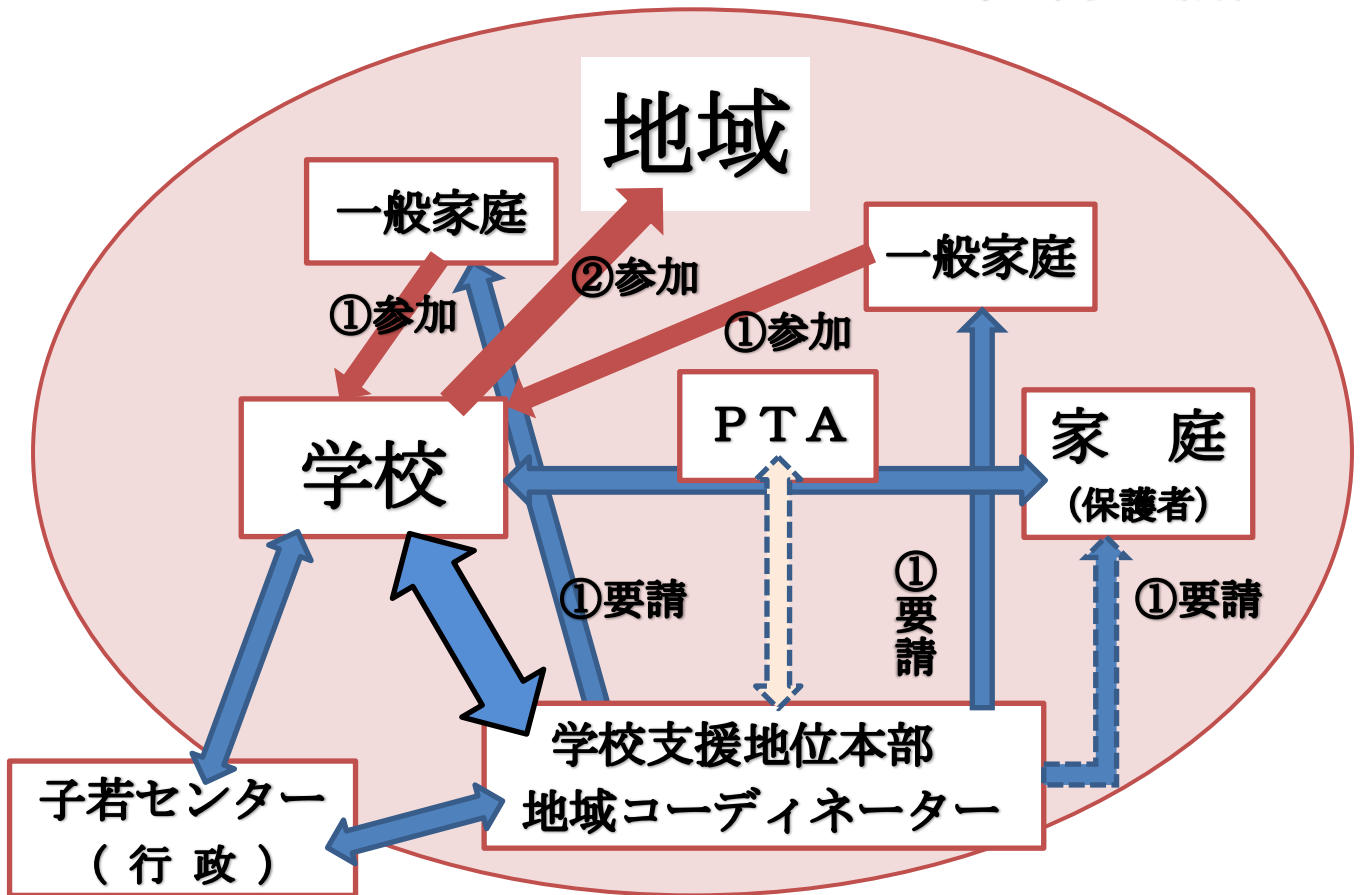 地域
一般家庭
一般家庭
②参加
①参加
①参加
PTA
家　庭
(保護者)
学校
①要請
①要請
①要請
学校支援地位本部
地域コーディネーター
子若センター
( 行 政 )